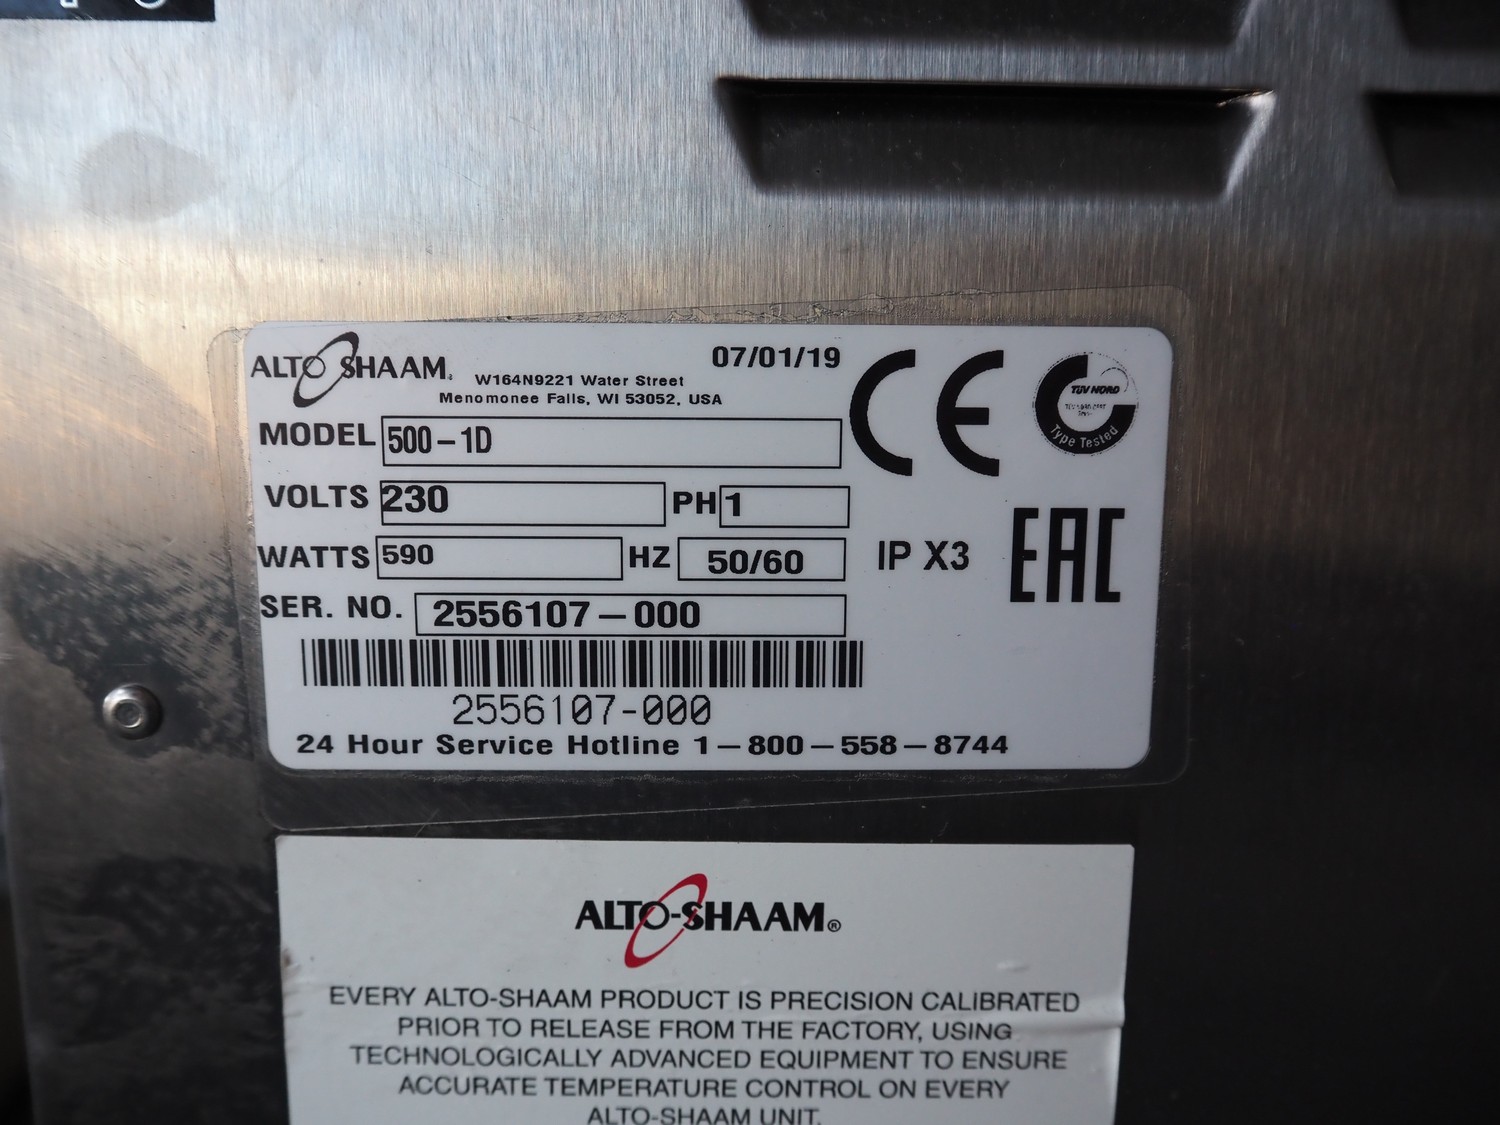 ALTO SHAAM.
W164N9221 Water Street
Menomonee Falls, WI 53052, USA
07/01/19
CE
TÜV NORD
Type Tested
MODEL 500-1D
VOLTS 230 PH 1
WATTS 590 HZ 50/60
IP X3
EAC
SER. NO. 2556107-000
2556107-000
24 Hour Service Hotline 1-800-558-8744
ALTO-SHAAM®
EVERY ALTO-SHAAM PRODUCT IS PRECISION CALIBRATED
PRIOR TO RELEASE FROM THE FACTORY, USING
TECHNOLOGICALLY ADVANCED EQUIPMENT TO ENSURE
ACCURATE TEMPERATURE CONTROL ON EVERY
ALTO-SHAAM UNIT.